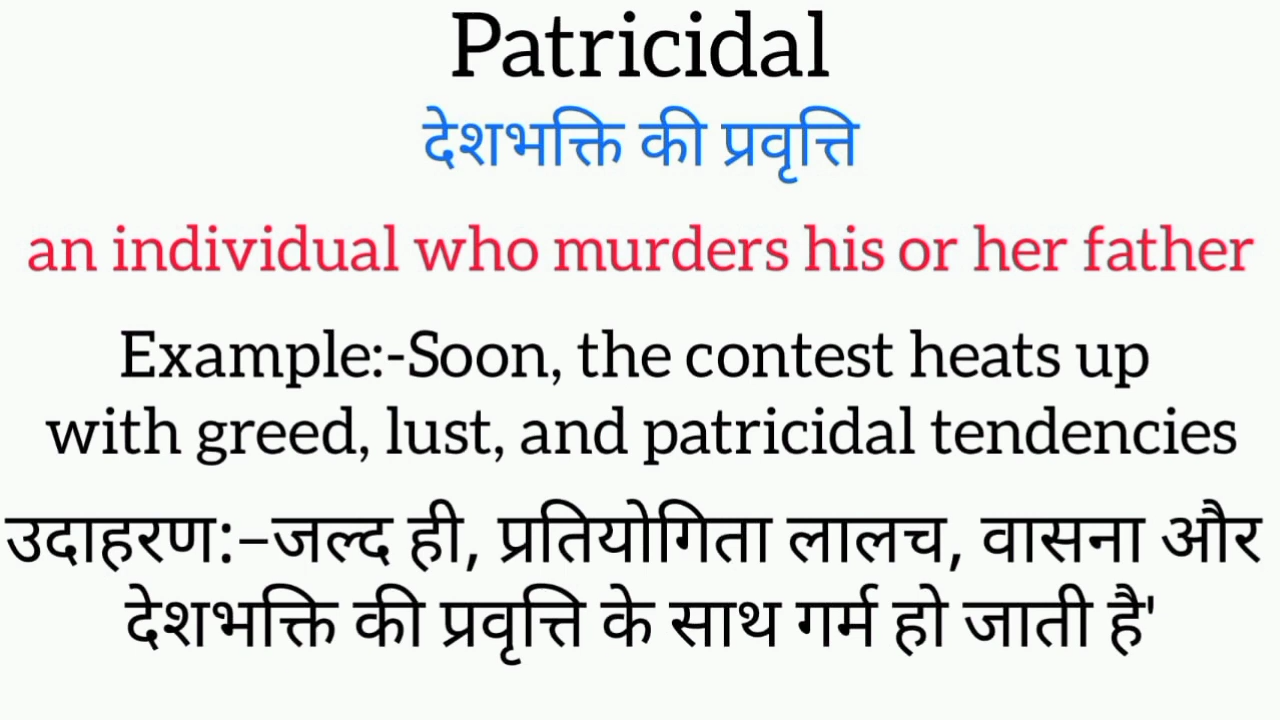 Patricidal
देशभक्ति की प्रवृत्ति
an individual who murders his or her father
Example:-Soon, the contest heats up
with greed, lust, and patricidal tendencies
उदाहरण:–जल्द ही, प्रतियोगिता लालच, वासना और
देशभक्ति की प्रवृत्ति के साथ गर्म हो जाती है'